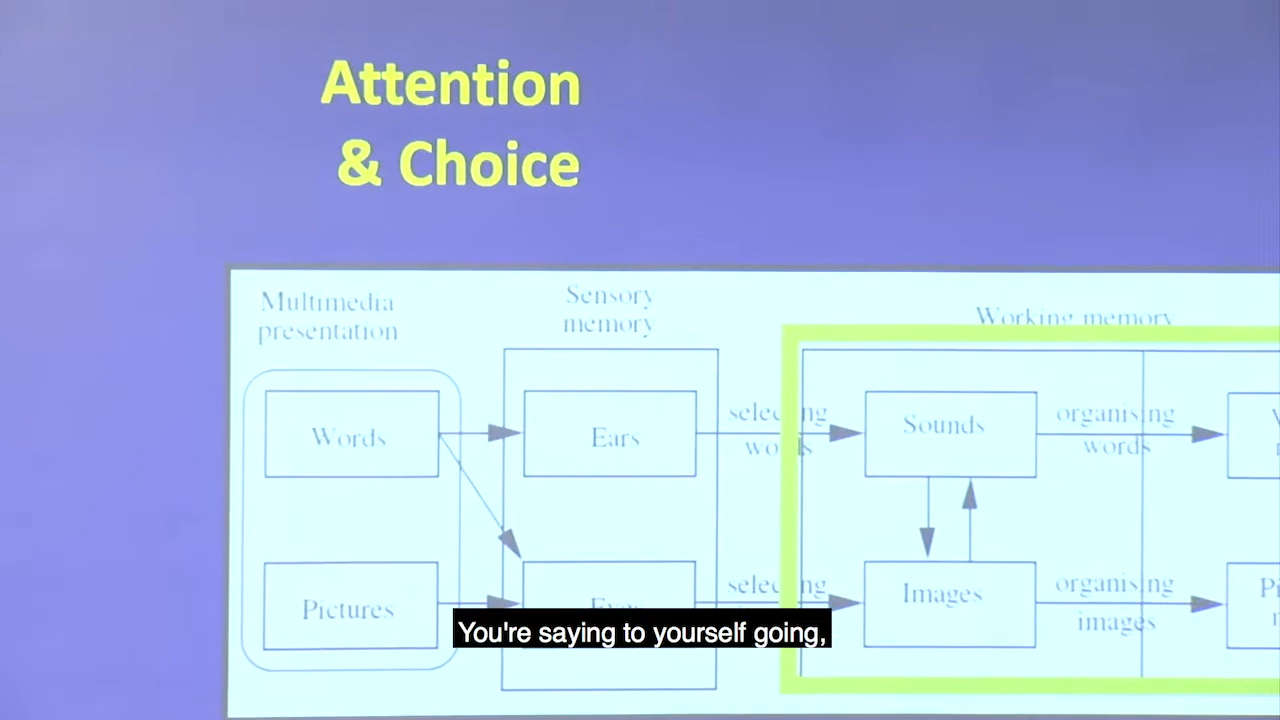 Attention
& Choice
Multimedia
presentation
Sensory
memory
Working memory
Words
Ears
selecting
words
Sounds
organising
words
Pictures
selecting
Images
organising
images
You're saying to yourself going,